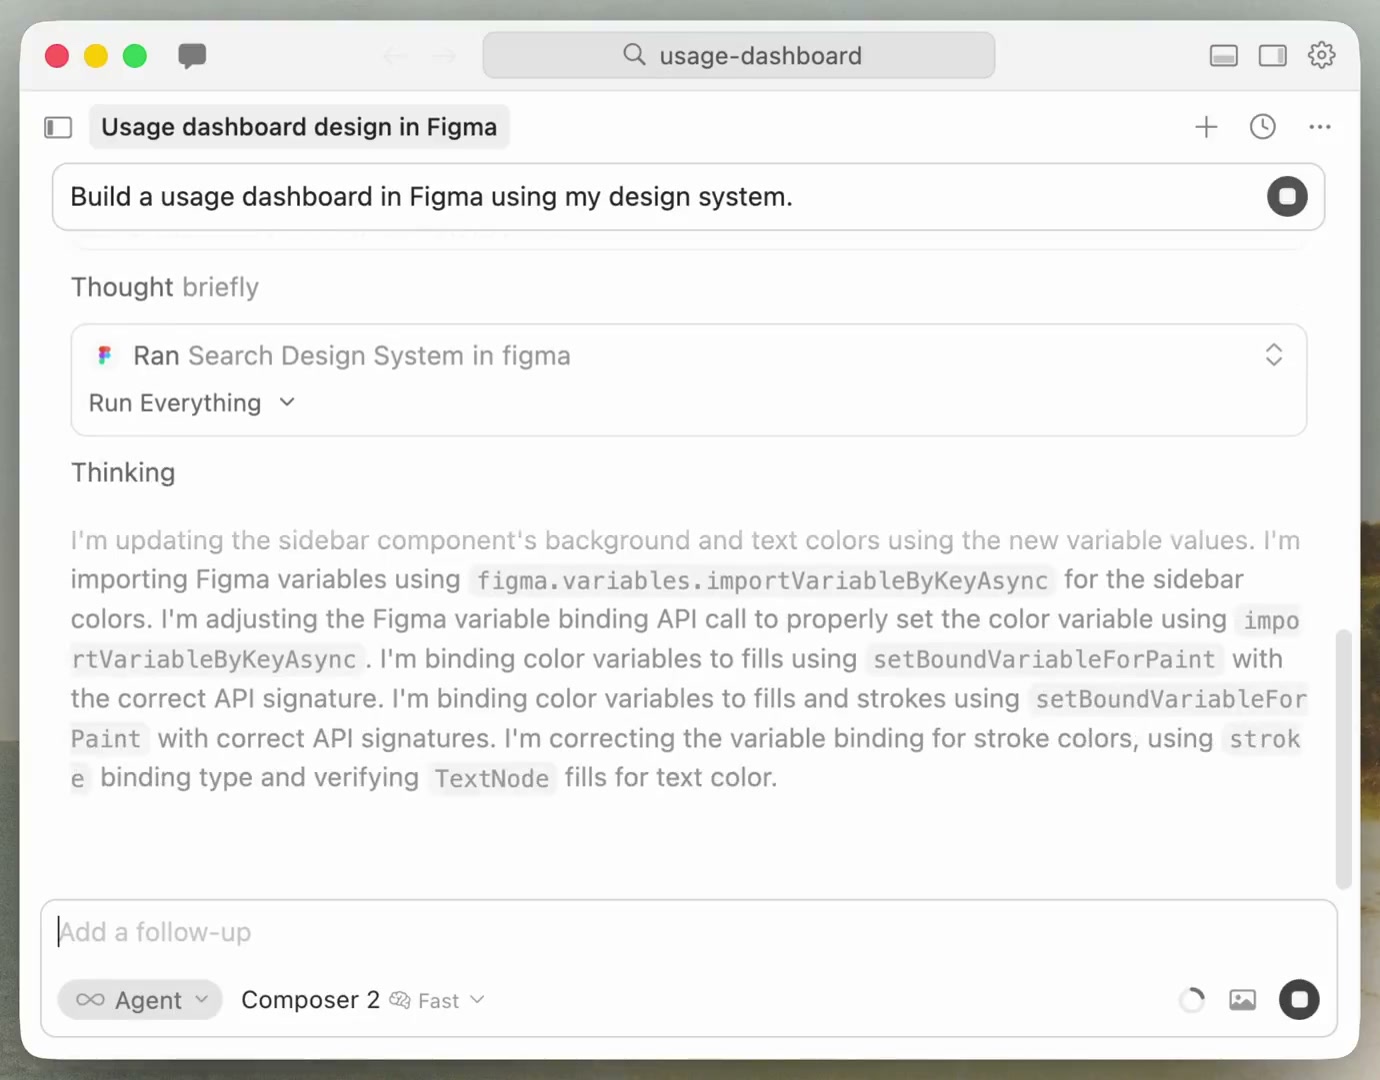 usage-dashboard
Usage dashboard design in Figma
Build a usage dashboard in Figma using my design system.
Thought briefly
Ran Search Design System in figma
Run Everything
Thinking
I'm updating the sidebar component's background and text colors using the new variable values. I'm
importing Figma variables using figma.variables.importVariableByKeyAsync for the sidebar
colors. I'm adjusting the Figma variable binding API call to properly set the color variable using impo
rtVariableByKeyAsync. I'm binding color variables to fills using setBoundVariableForPaint with
the correct API signature. I'm binding color variables to fills and strokes using setBoundVariableFor
Paint with correct API signatures. I'm correcting the variable binding for stroke colors, using strok
e binding type and verifying TextNode fills for text color.
Add a follow-up
Agent Composer 2 Fast